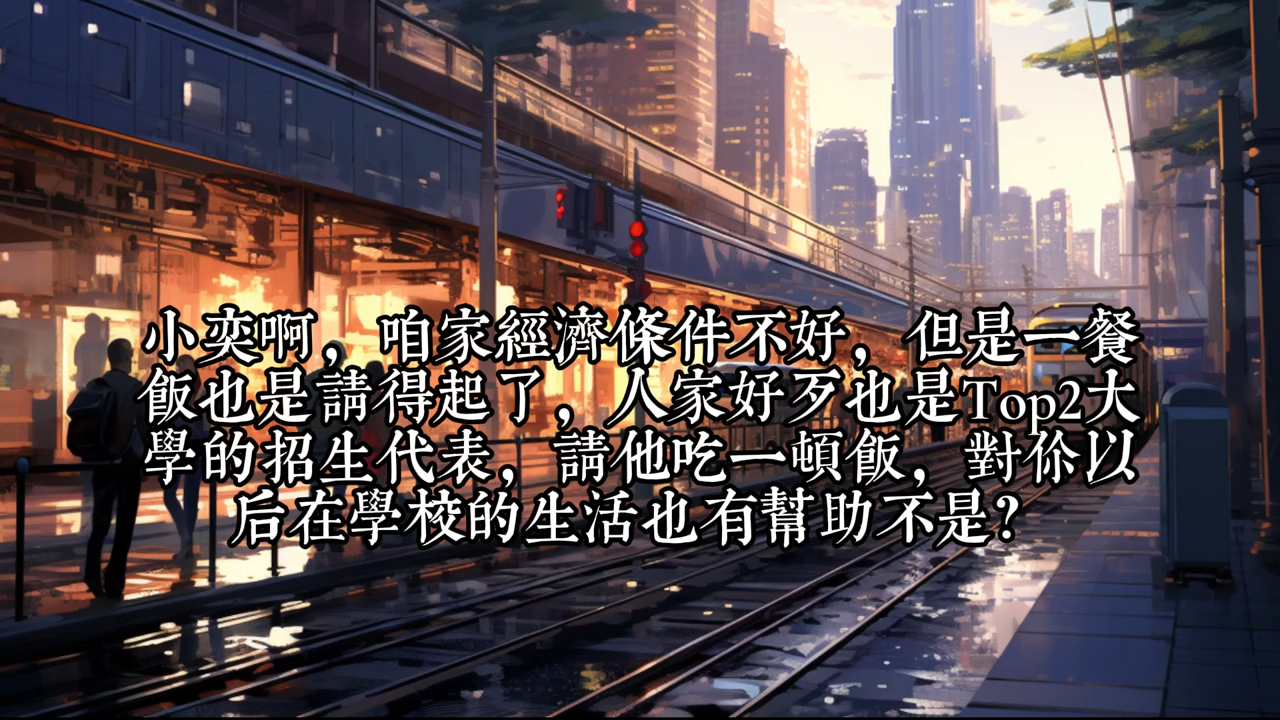 小奕啊，咱家經濟條件不好，但是一餐
飯也是請得起了，人家好歹也是Top2大
學的招生代表，請他吃一頓飯，對你以
后在學校的生活也有幫助不是？